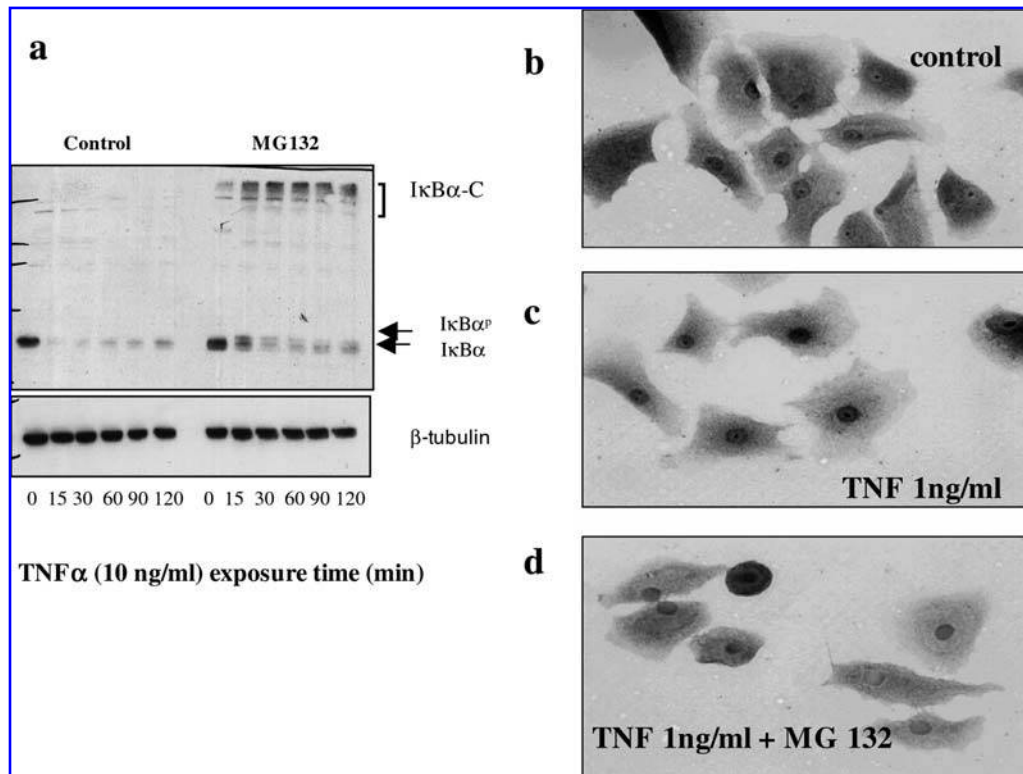 a
Control MG132
IκBα-C
IκBαᵖ
IκBα
β-tubulin
0 15 30 60 90 120 0 15 30 60 90 120
TNFα (10 ng/ml) exposure time (min)
b
control
c
TNF 1ng/ml
d
TNF 1ng/ml + MG 132